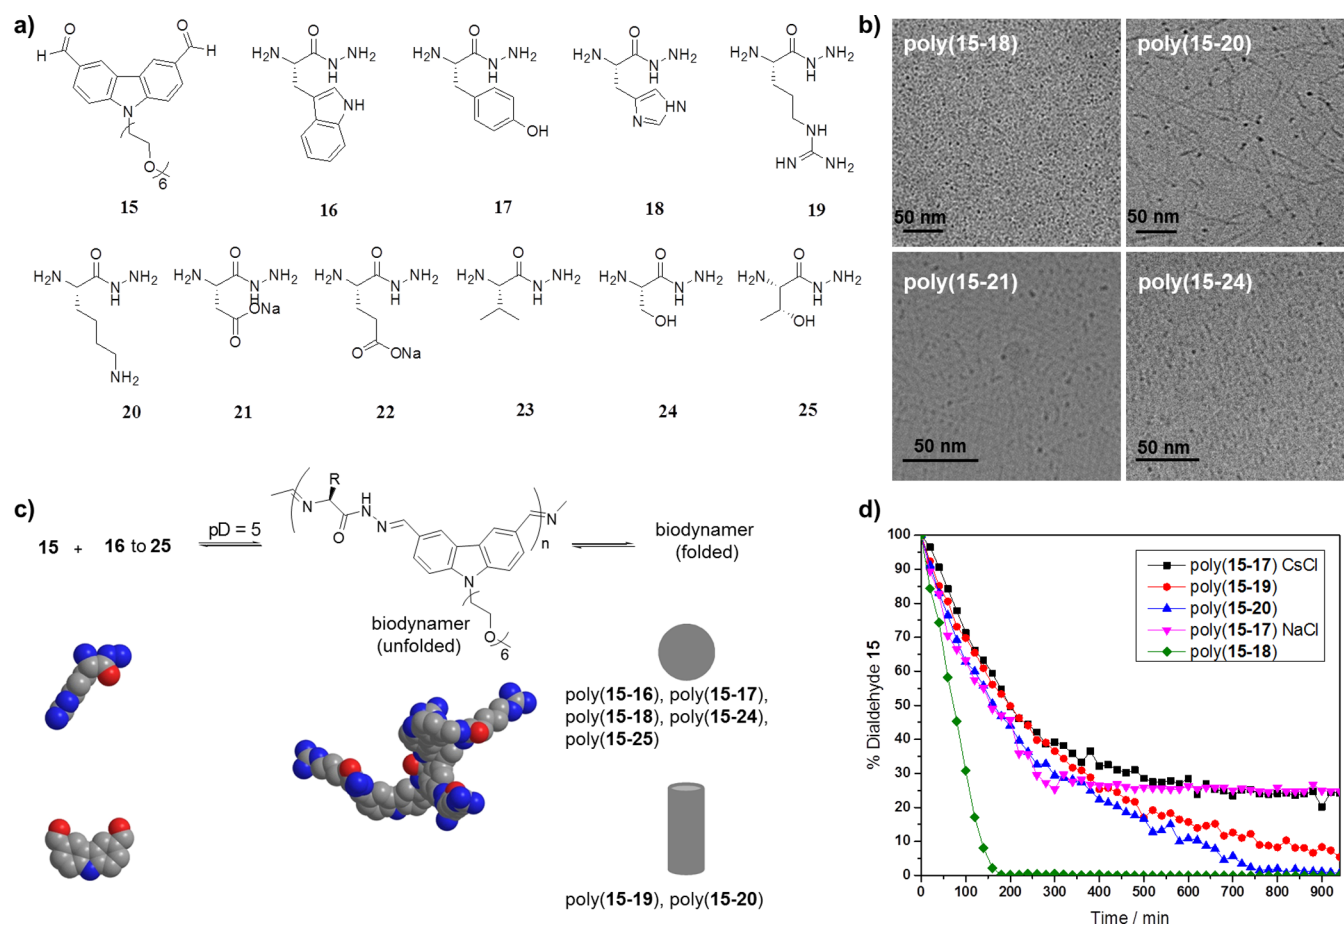 a)
O H O H N O 6
15
H2N O NH2 N H NH
16
H2N O NH2 N H OH
17
H2N O NH2 N H HN N
18
H2N O NH2 N H NH HN NH2
19
H2N O NH2 N H NH2
20
H2N O NH2 N H ONa O
21
H2N O NH2 N H O ONa
22
H2N O NH2 N H
23
H2N O NH2 N H OH
24
H2N O NH2 N H OH
25
b)
poly(15-18)
50 nm
poly(15-20)
50 nm
poly(15-21)
50 nm
poly(15-24)
50 nm
c)
15 + 16 to 25
pD = 5
R N H N N O N n N O 6
biodynamer
(unfolded)
biodynamer
(folded)
poly(15-16), poly(15-17),
poly(15-18), poly(15-24),
poly(15-25)
poly(15-19), poly(15-20)
d)
poly(15-17) CsCl
poly(15-19)
poly(15-20)
poly(15-17) NaCl
poly(15-18)
% Dialdehyde 15
100
90
80
70
60
50
40
30
20
10
0
0 100 200 300 400 500 600 700 800 900
Time / min